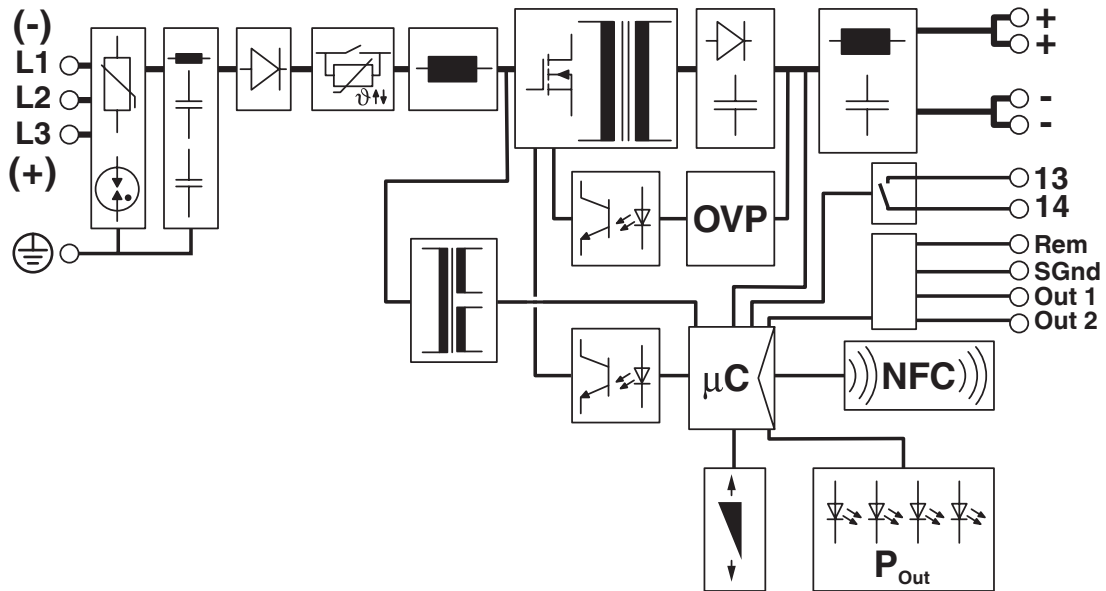 (-)
L1
L2
L3
(+)
ϑ
+
+
-
-
OVP
13
14
Rem
SGnd
Out 1
Out 2
μC
NFC
P Out